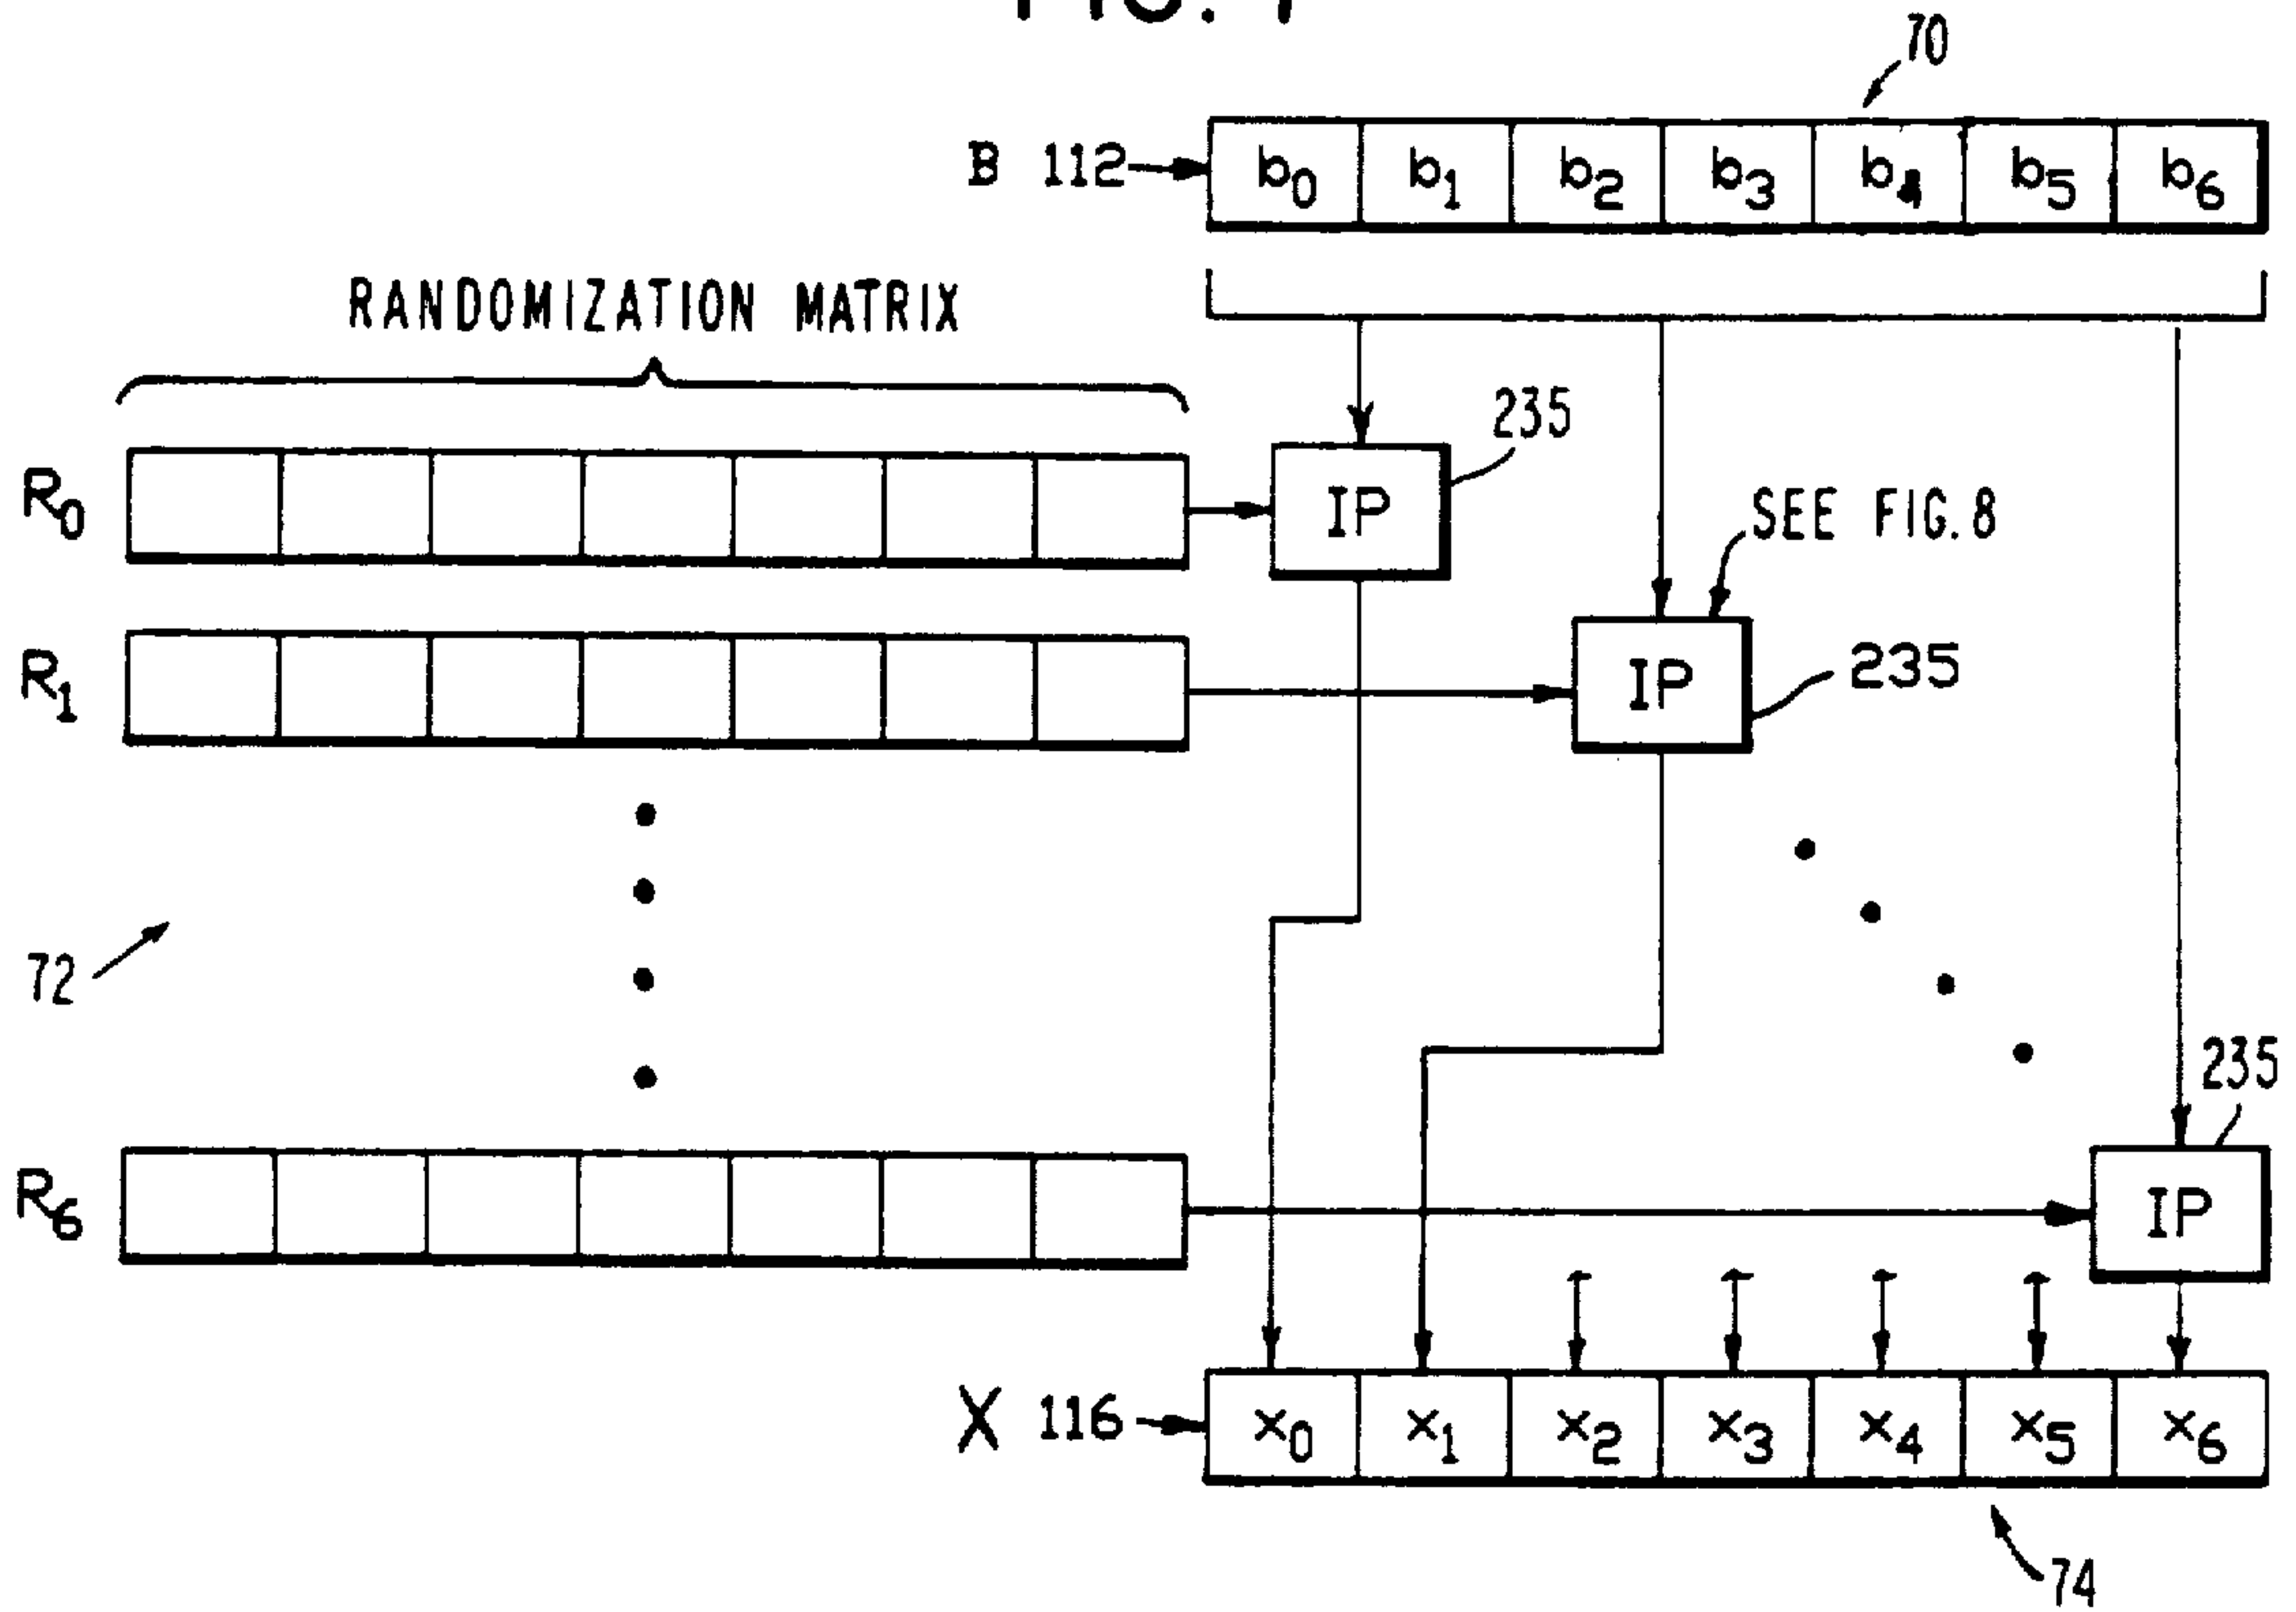 70
B 112 b0 b1 b2 b3 b4 b5 b6
RANDOMIZATION MATRIX
235
R0 IP
SEE FIG. 8
R1 IP 235
72
235
R6 IP
X 116 x0 x1 x2 x3 x4 x5 x6
74